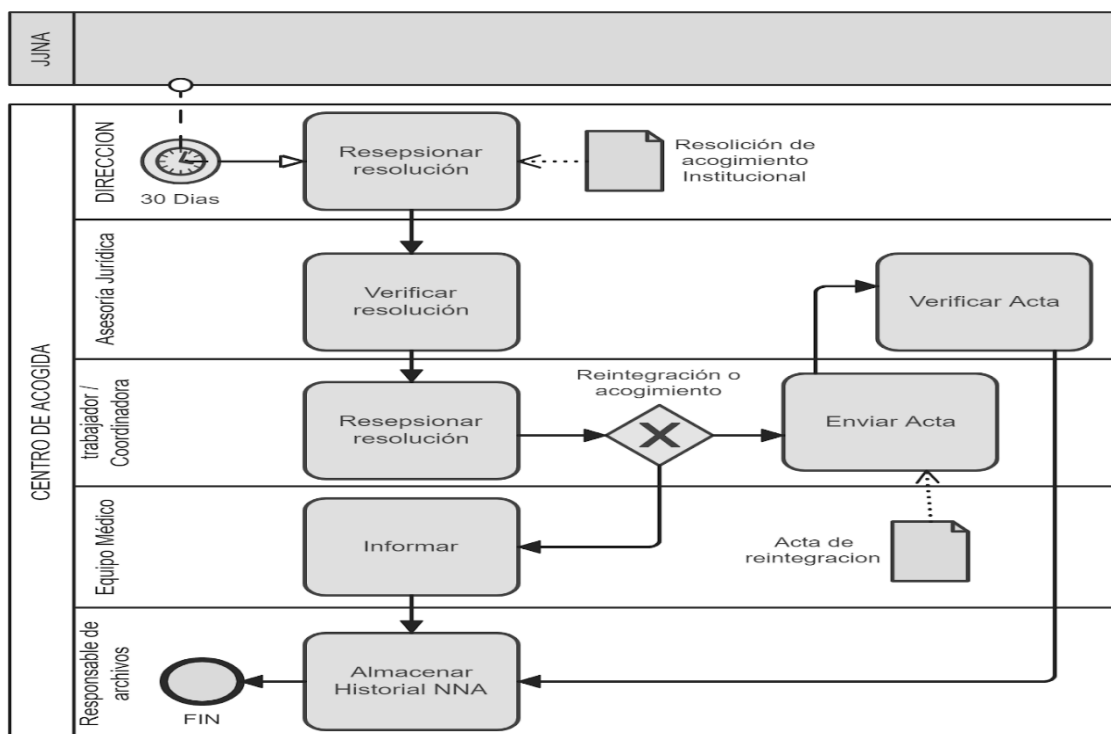 JJNA
CENTRO DE ACOGIDA
DIRECCION
30 Dias
Resepsionar
resolución
Resolición de
acogimiento
Institucional
Asesoría Jurídica
Verificar
resolución
Verificar Acta
trabajador /
Coordinadora
Resepsionar
resolución
Reintegración o
acogimiento
Enviar Acta
Equipo Médico
Informar
Acta de
reintegracion
Responsable de
archivos
FIN
Almacenar
Historial NNA